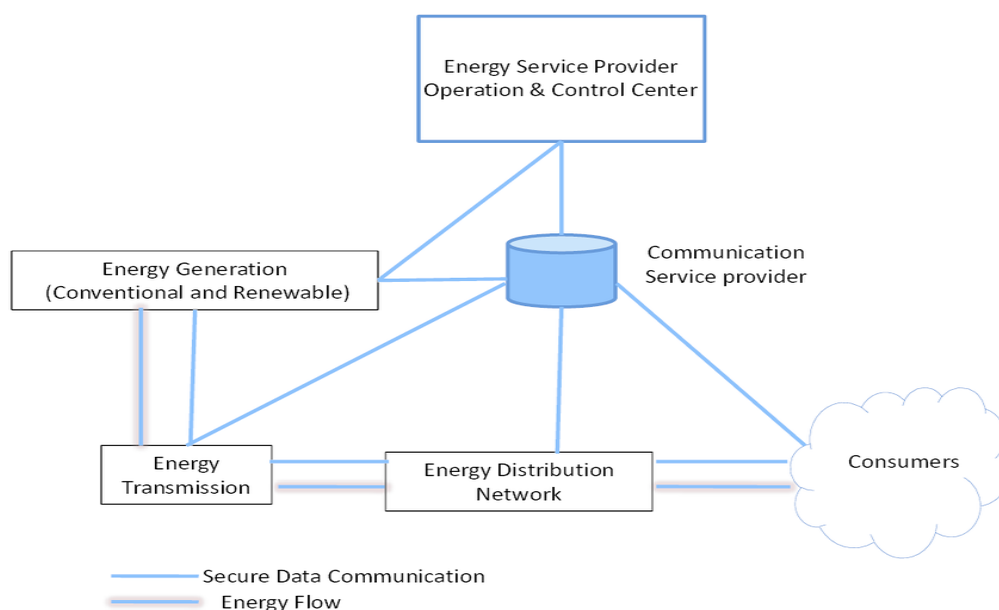 Energy Service Provider
Operation & Control Center
Communication
Service provider
Energy Generation
(Conventional and Renewable)
Energy
Transmission
Energy Distribution
Network
Consumers
Secure Data Communication
Energy Flow